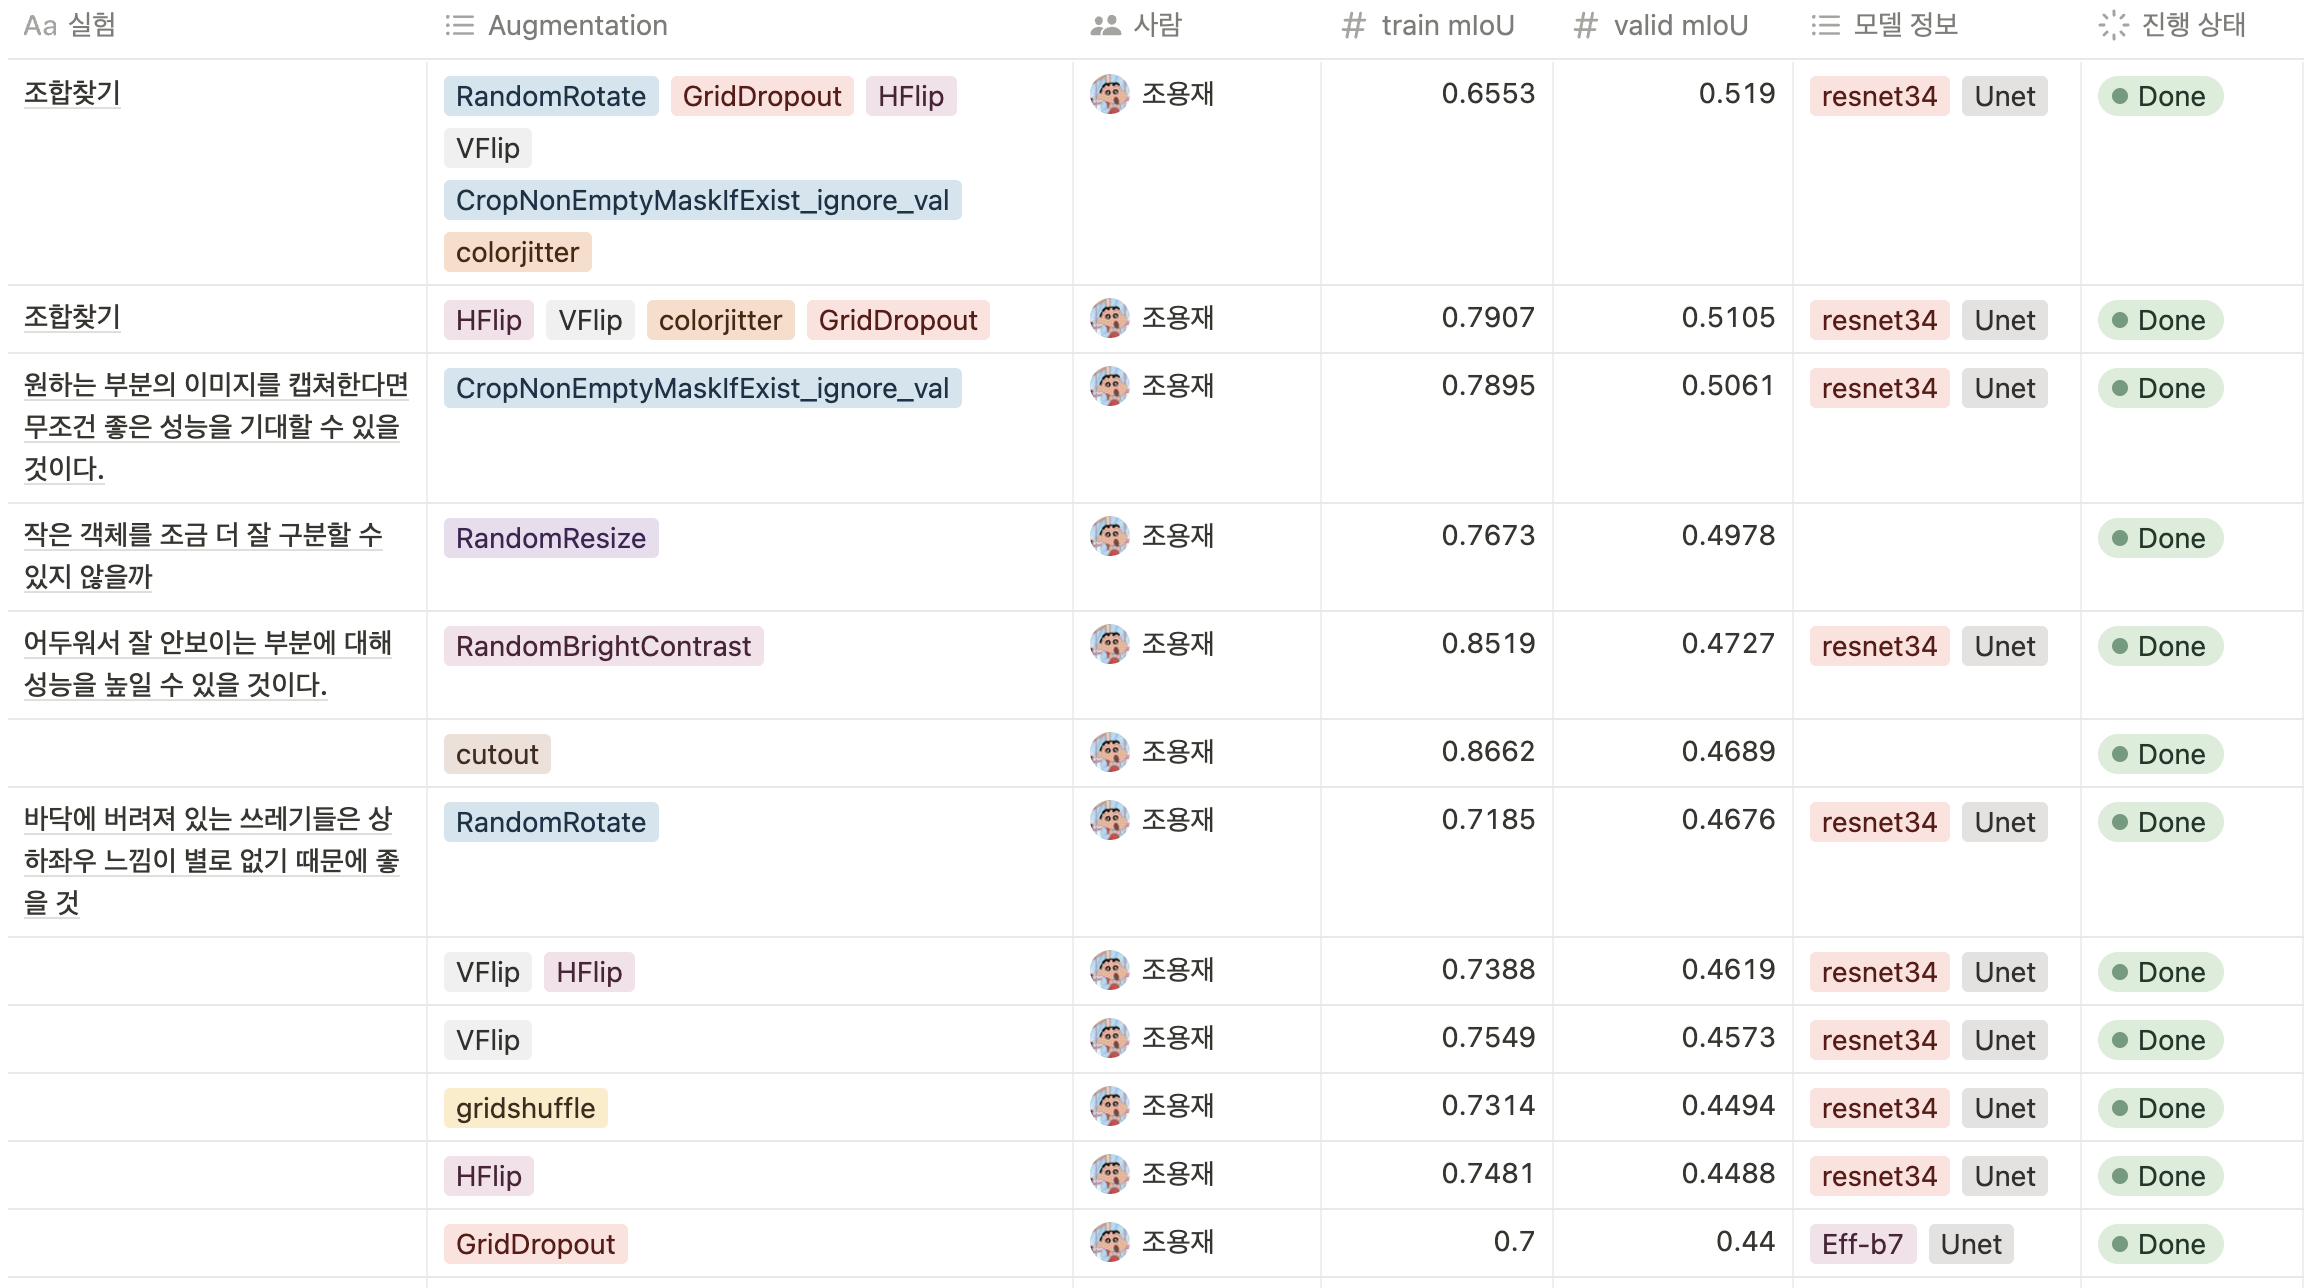 Aa 실험 Augmentation 사람 # train mIoU # valid mIoU 모델 정보 진행 상태
조합찾기 RandomRotate GridDropout HFlip 조용재 0.6553 0.519 resnet34 Unet Done
VFlip
CropNonEmptyMaskIfExist_ignore_val
colorjitter
조합찾기 HFlip VFlip colorjitter GridDropout 조용재 0.7907 0.5105 resnet34 Unet Done
원하는 부분의 이미지를 캡쳐한다면 CropNonEmptyMaskIfExist_ignore_val 조용재 0.7895 0.5061 resnet34 Unet Done
무조건 좋은 성능을 기대할 수 있을
것이다.
작은 객체를 조금 더 잘 구분할 수 RandomResize 조용재 0.7673 0.4978 Done
있지 않을까
어두워서 잘 안보이는 부분에 대해 RandomBrightContrast 조용재 0.8519 0.4727 resnet34 Unet Done
성능을 높일 수 있을 것이다.
cutout 조용재 0.8662 0.4689 Done
바닥에 버려져 있는 쓰레기들은 상 RandomRotate 조용재 0.7185 0.4676 resnet34 Unet Done
하좌우 느낌이 별로 없기 때문에 좋
을 것
VFlip HFlip 조용재 0.7388 0.4619 resnet34 Unet Done
VFlip 조용재 0.7549 0.4573 resnet34 Unet Done
gridshuffle 조용재 0.7314 0.4494 resnet34 Unet Done
HFlip 조용재 0.7481 0.4488 resnet34 Unet Done
GridDropout 조용재 0.7 0.44 Eff-b7 Unet Done